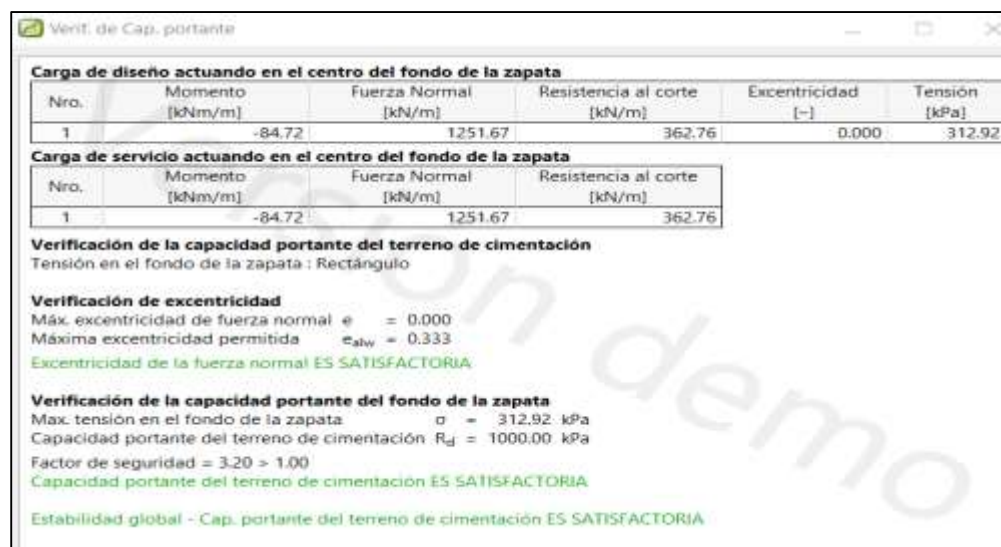 Verif. de Cap. portante
Carga de diseño actuando en el centro del fondo de la zapata
Nro. Momento [kNm/m] Fuerza Normal [kN/m] Resistencia al corte [kN/m] Excentricidad [–] Tensión [kPa]
1 -84.72 1251.67 362.76 0.000 312.92
Carga de servicio actuando en el centro del fondo de la zapata
Nro. Momento [kNm/m] Fuerza Normal [kN/m] Resistencia al corte [kN/m]
1 -84.72 1251.67 362.76
Verificación de la capacidad portante del terreno de cimentación
Tensión en el fondo de la zapata : Rectángulo
Verificación de excentricidad
Máx. excentricidad de fuerza normal e = 0.000
Máxima excentricidad permitida e_alw = 0.333
Excentricidad de la fuerza normal ES SATISFACTORIA
Verificación de la capacidad portante del fondo de la zapata
Max. tensión en el fondo de la zapata σ = 312.92 kPa
Capacidad portante del terreno de cimentación R_d = 1000.00 kPa
Factor de seguridad = 3.20 > 1.00
Capacidad portante del terreno de cimentación ES SATISFACTORIA
Estabilidad global - Cap. portante del terreno de cimentación ES SATISFACTORIA
Version demo